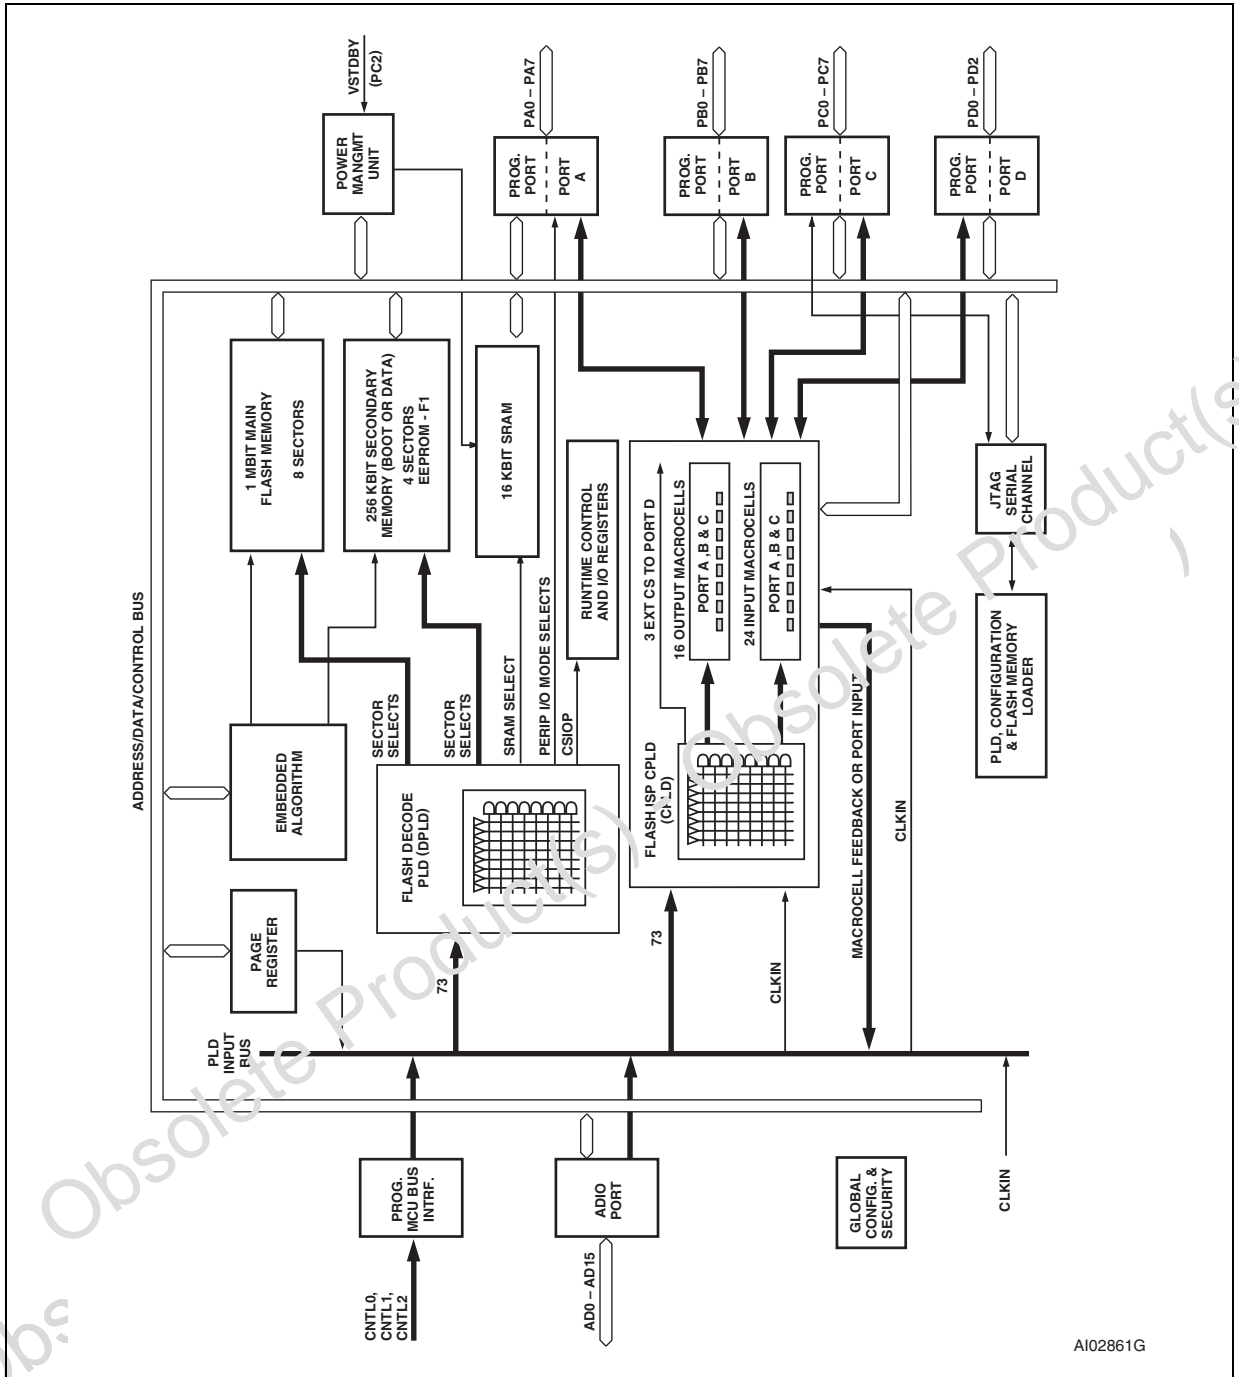 VSTDBY
(PC2)
PA0 – PA7
PB0 – PB7
PC0 – PC7
PD0 – PD2
POWER
MANGMT
UNIT
PROG.
PORT
PORT
A
PROG.
PORT
PORT
B
PROG.
PORT
PORT
C
PROG.
PORT
PORT
D
ADDRESS/DATA/CONTROL BUS
1 MBIT MAIN
FLASH MEMORY
8 SECTORS
256 KBIT SECONDARY
MEMORY (BOOT OR DATA)
4 SECTORS
EEPROM - F1
16 KBIT SRAM
RUNTIME CONTROL
AND I/O REGISTERS
3 EXT CS TO PORT D
16 OUTPUT MACROCELLS
PORT A ,B & C
24 INPUT MACROCELLS
PORT A ,B & C
JTAG
SERIAL
CHANNEL
PLD, CONFIGURATION
& FLASH MEMORY
LOADER
EMBEDDED
ALGORITHM
SECTOR
SELECTS
SECTOR
SELECTS
SRAM SELECT
PERIP I/O MODE SELECTS
CSIOP
FLASH DECODE
PLD (DPLD)
FLASH ISP CPLD
(CPLD)
MACROCELL FEEDBACK OR PORT INPUT
CLKIN
PAGE
REGISTER
73
73
CLKIN
PLD
INPUT
BUS
PROG.
MCU BUS
INTRF.
ADIO
PORT
GLOBAL
CONFIG. &
SECURITY
CLKIN
CNTL0,
CNTL1,
CNTL2
AD0 – AD15
AI02861G
Obsolete Product(s) - Obsolete Product(s)
Obs